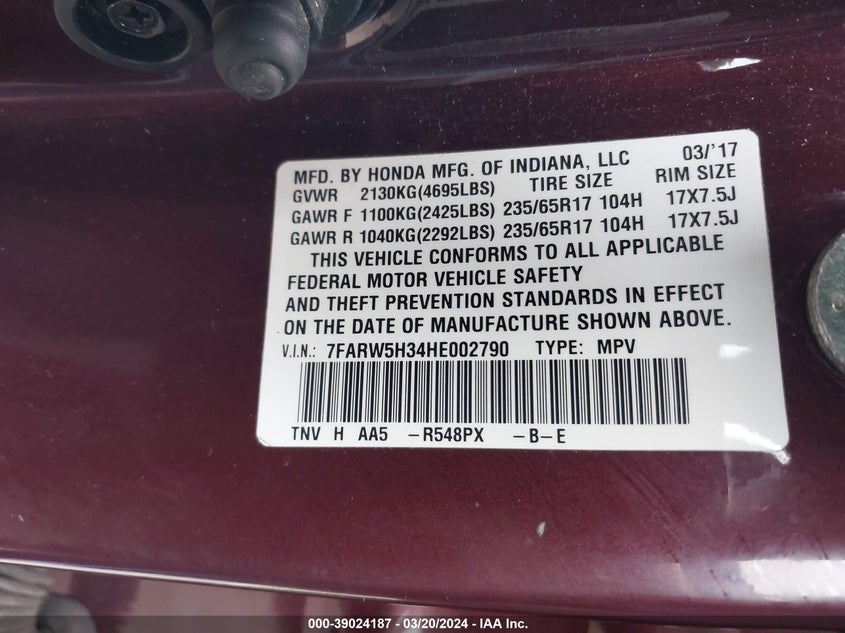 MFD. BY HONDA MFG. OF INDIANA, LLC 03/'17
GVWR 2130KG(4695LBS) TIRE SIZE RIM SIZE
GAWR F 1100KG(2425LBS) 235/65R17 104H 17X7.5J
GAWR R 1040KG(2292LBS) 235/65R17 104H 17X7.5J
THIS VEHICLE CONFORMS TO ALL APPLICABLE
FEDERAL MOTOR VEHICLE SAFETY
AND THEFT PREVENTION STANDARDS IN EFFECT
ON THE DATE OF MANUFACTURE SHOWN ABOVE.
V.I.N.: 7FARW5H34HE002790 TYPE: MPV
TNV H AA5 -R548PX -B-E
000-39024187 - 03/20/2024 - IAA Inc.